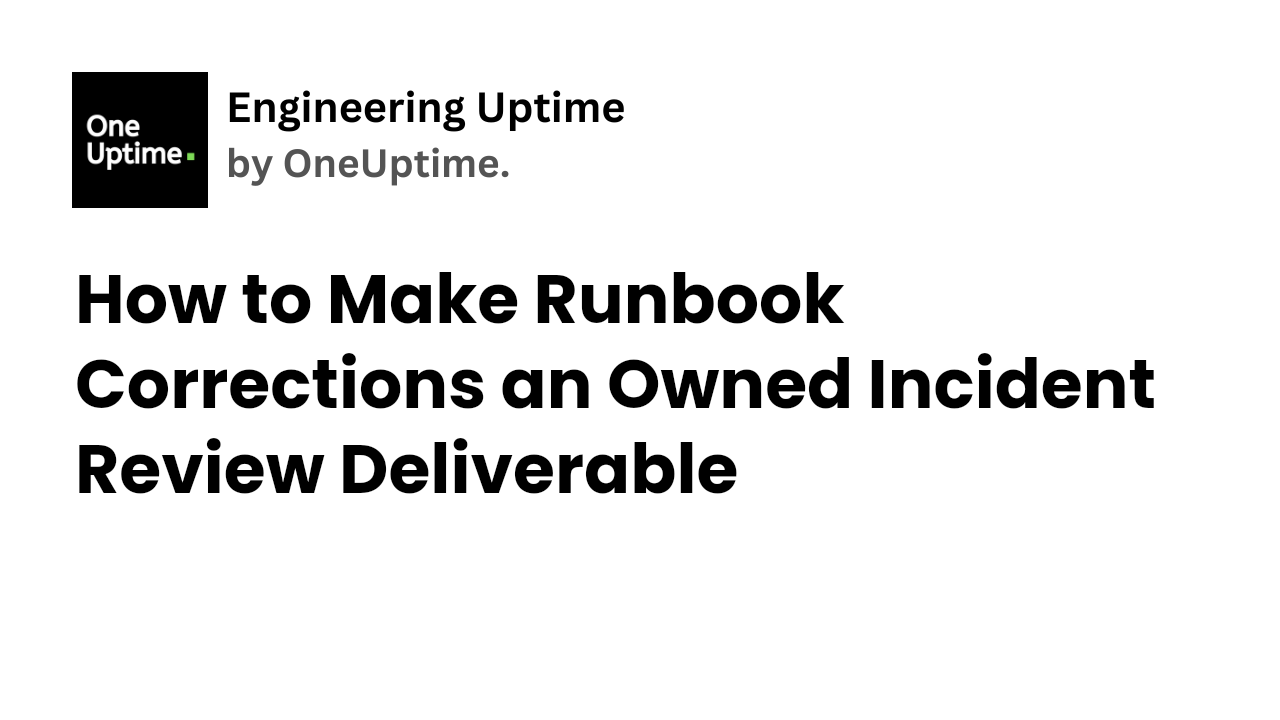 One
Uptime.
Engineering Uptime
by OneUptime.
How to Make Runbook
Corrections an Owned Incident
Review Deliverable